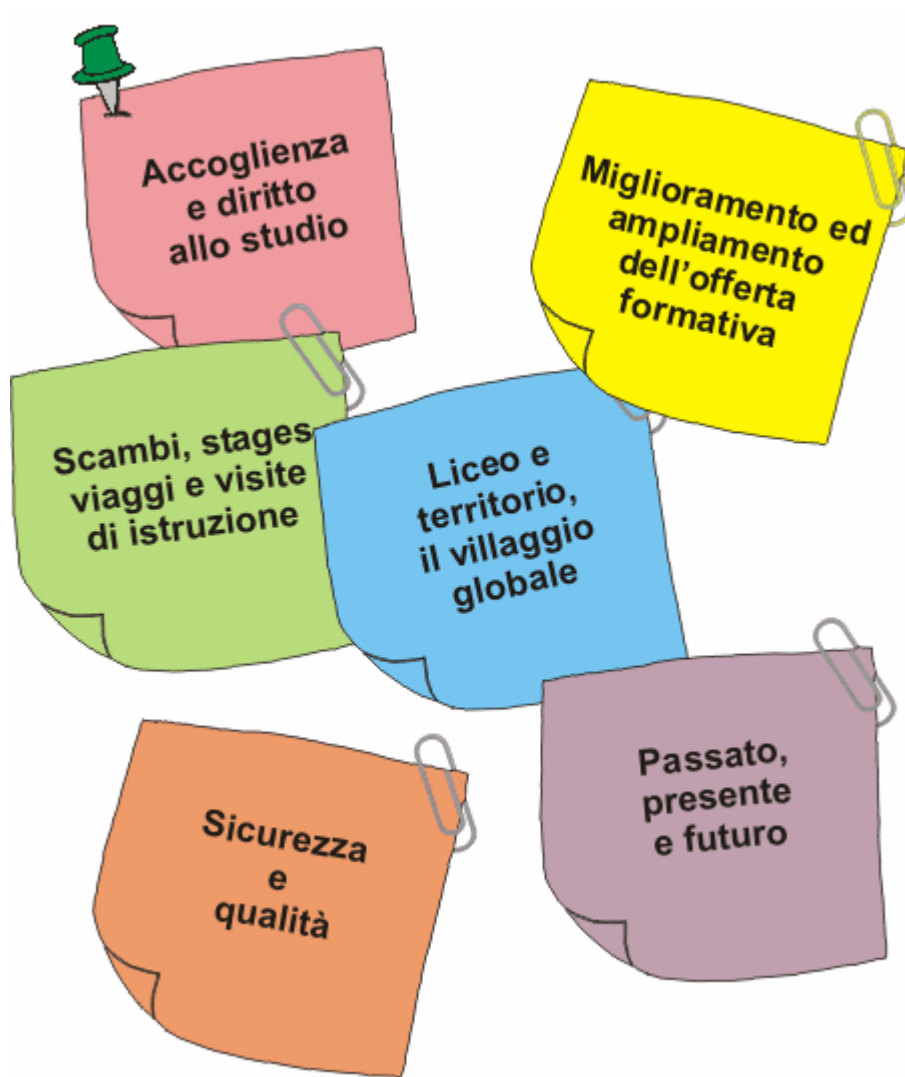 Accoglienza
e diritto
allo studio
Miglioramento ed
ampliamento
dell'offerta
formativa
Scambi, stages
viaggi e visite
di istruzione
Liceo e
territorio,
il villaggio
globale
Passato,
presente
e futuro
Sicurezza
e
qualità